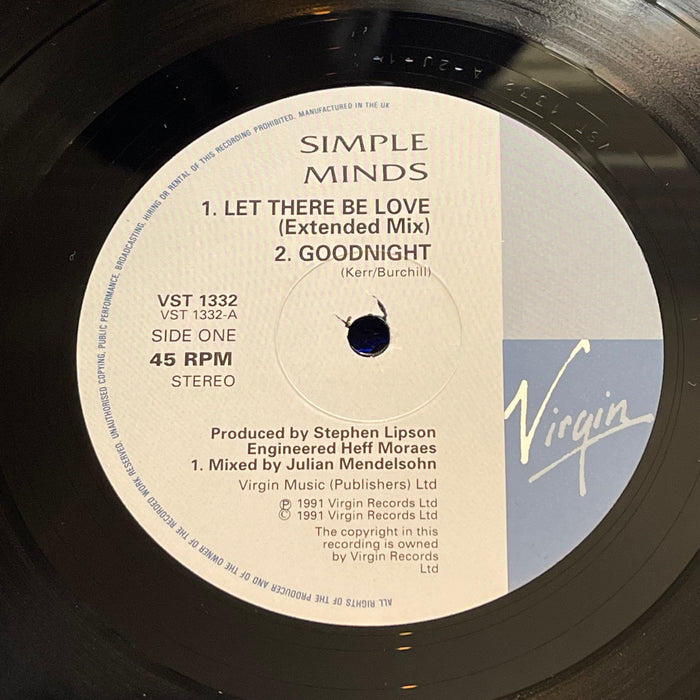 VST 1332 A-2U-1-
ALL RIGHTS OF THE PRODUCER AND OF THE OWNER OF THE RECORDED WORK RESERVED. UNAUTHORISED COPYING, PUBLIC PERFORMANCE, BROADCASTING, HIRING OR RENTAL OF THIS RECORDING PROHIBITED. MANUFACTURED IN THE UK
SIMPLE
MINDS
1. LET THERE BE LOVE
(Extended Mix)
2. GOODNIGHT
(Kerr/Burchill)
VST 1332
VST 1332-A
SIDE ONE
45 RPM
STEREO
Virgin
Produced by Stephen Lipson
Engineered Heff Moraes
1. Mixed by Julian Mendelsohn
Virgin Music (Publishers) Ltd
℗ 1991 Virgin Records Ltd
© 1991 Virgin Records Ltd
The copyright in this
recording is owned
by Virgin Records
Ltd